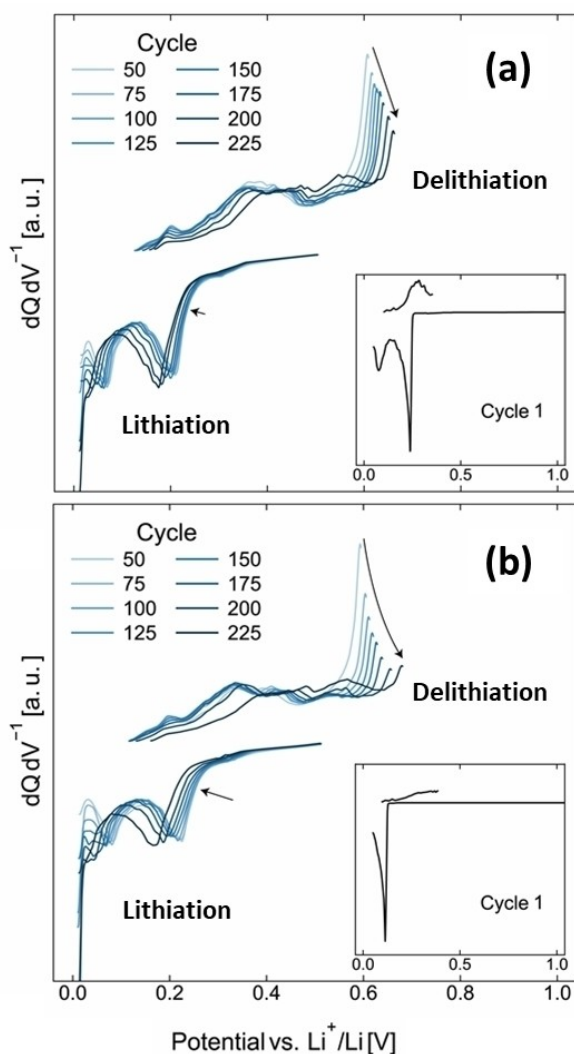 Cycle
(a)
50 150
75 175
100 200
125 225
Delithiation
dQ dV⁻¹ [a. u.]
Lithiation
Cycle 1
0.0 0.5 1.0
Cycle
(b)
50 150
75 175
100 200
125 225
Delithiation
dQ dV⁻¹ [a. u.]
Lithiation
Cycle 1
0.0 0.5 1.0
0.0 0.2 0.4 0.6 0.8 1.0
Potential vs. Li⁺/Li [V]